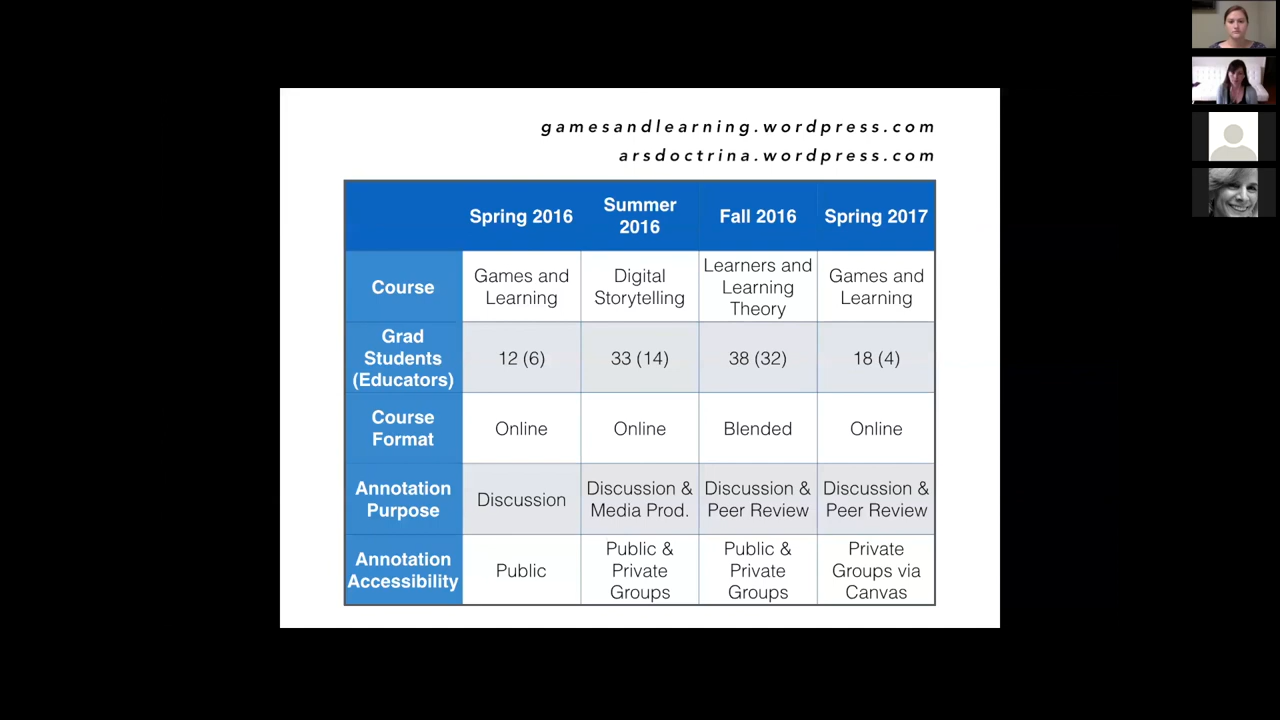 gamesandlearning.wordpress.com
arsdoctrina.wordpress.com
Spring 2016
Summer
2016
Fall 2016
Spring 2017
Course
Games and
Learning
Digital
Storytelling
Learners and
Learning
Theory
Games and
Learning
Grad
Students
(Educators)
12 (6)
33 (14)
38 (32)
18 (4)
Course
Format
Online
Online
Blended
Online
Annotation
Purpose
Discussion
Discussion &
Media Prod.
Discussion &
Peer Review
Discussion &
Peer Review
Annotation
Accessibility
Public
Public &
Private
Groups
Public &
Private
Groups
Private
Groups via
Canvas